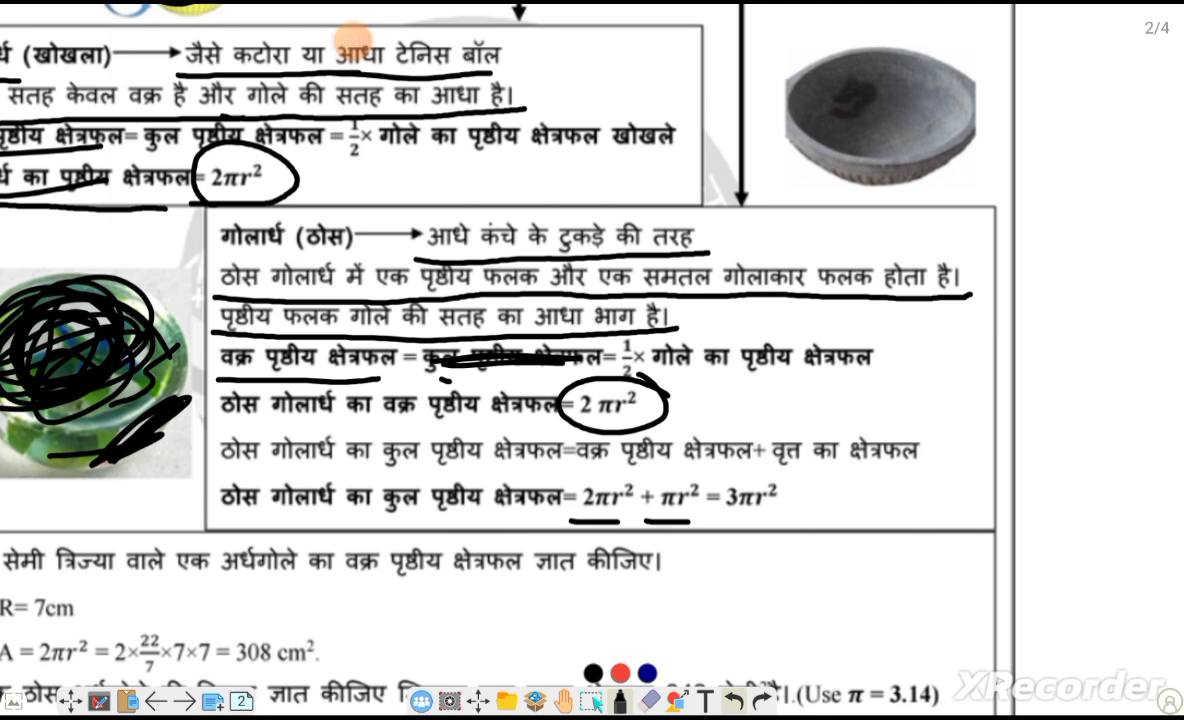 2/4
र्ध (खोखला) → जैसे कटोरा या आधा टेनिस बॉल
सतह केवल वक्र है और गोले की सतह का आधा है।
पृष्ठीय क्षेत्रफल= कुल पृष्ठीय क्षेत्रफल = 1/2 × गोले का पृष्ठीय क्षेत्रफल खोखले
र्ध का पृष्ठीय क्षेत्रफल= 2πr²
गोलार्ध (ठोस) → आधे कंचे के टुकड़े की तरह
ठोस गोलार्ध में एक पृष्ठीय फलक और एक समतल गोलाकार फलक होता है।
पृष्ठीय फलक गोले की सतह का आधा भाग है।
वक्र पृष्ठीय क्षेत्रफल = = 1/2 × गोले का पृष्ठीय क्षेत्रफल
ठोस गोलार्ध का वक्र पृष्ठीय क्षेत्रफल= 2 πr²
ठोस गोलार्ध का कुल पृष्ठीय क्षेत्रफल=वक्र पृष्ठीय क्षेत्रफल+ वृत्त का क्षेत्रफल
ठोस गोलार्ध का कुल पृष्ठीय क्षेत्रफल= 2πr² + πr² = 3πr²
सेमी त्रिज्या वाले एक अर्धगोले का वक्र पृष्ठीय क्षेत्रफल ज्ञात कीजिए।
R= 7cm
A = 2πr² = 2×22/7×7×7 = 308 cm².
ठोस ज्ञात कीजिए है।.(Use π = 3.14)
2
T
XRecorder